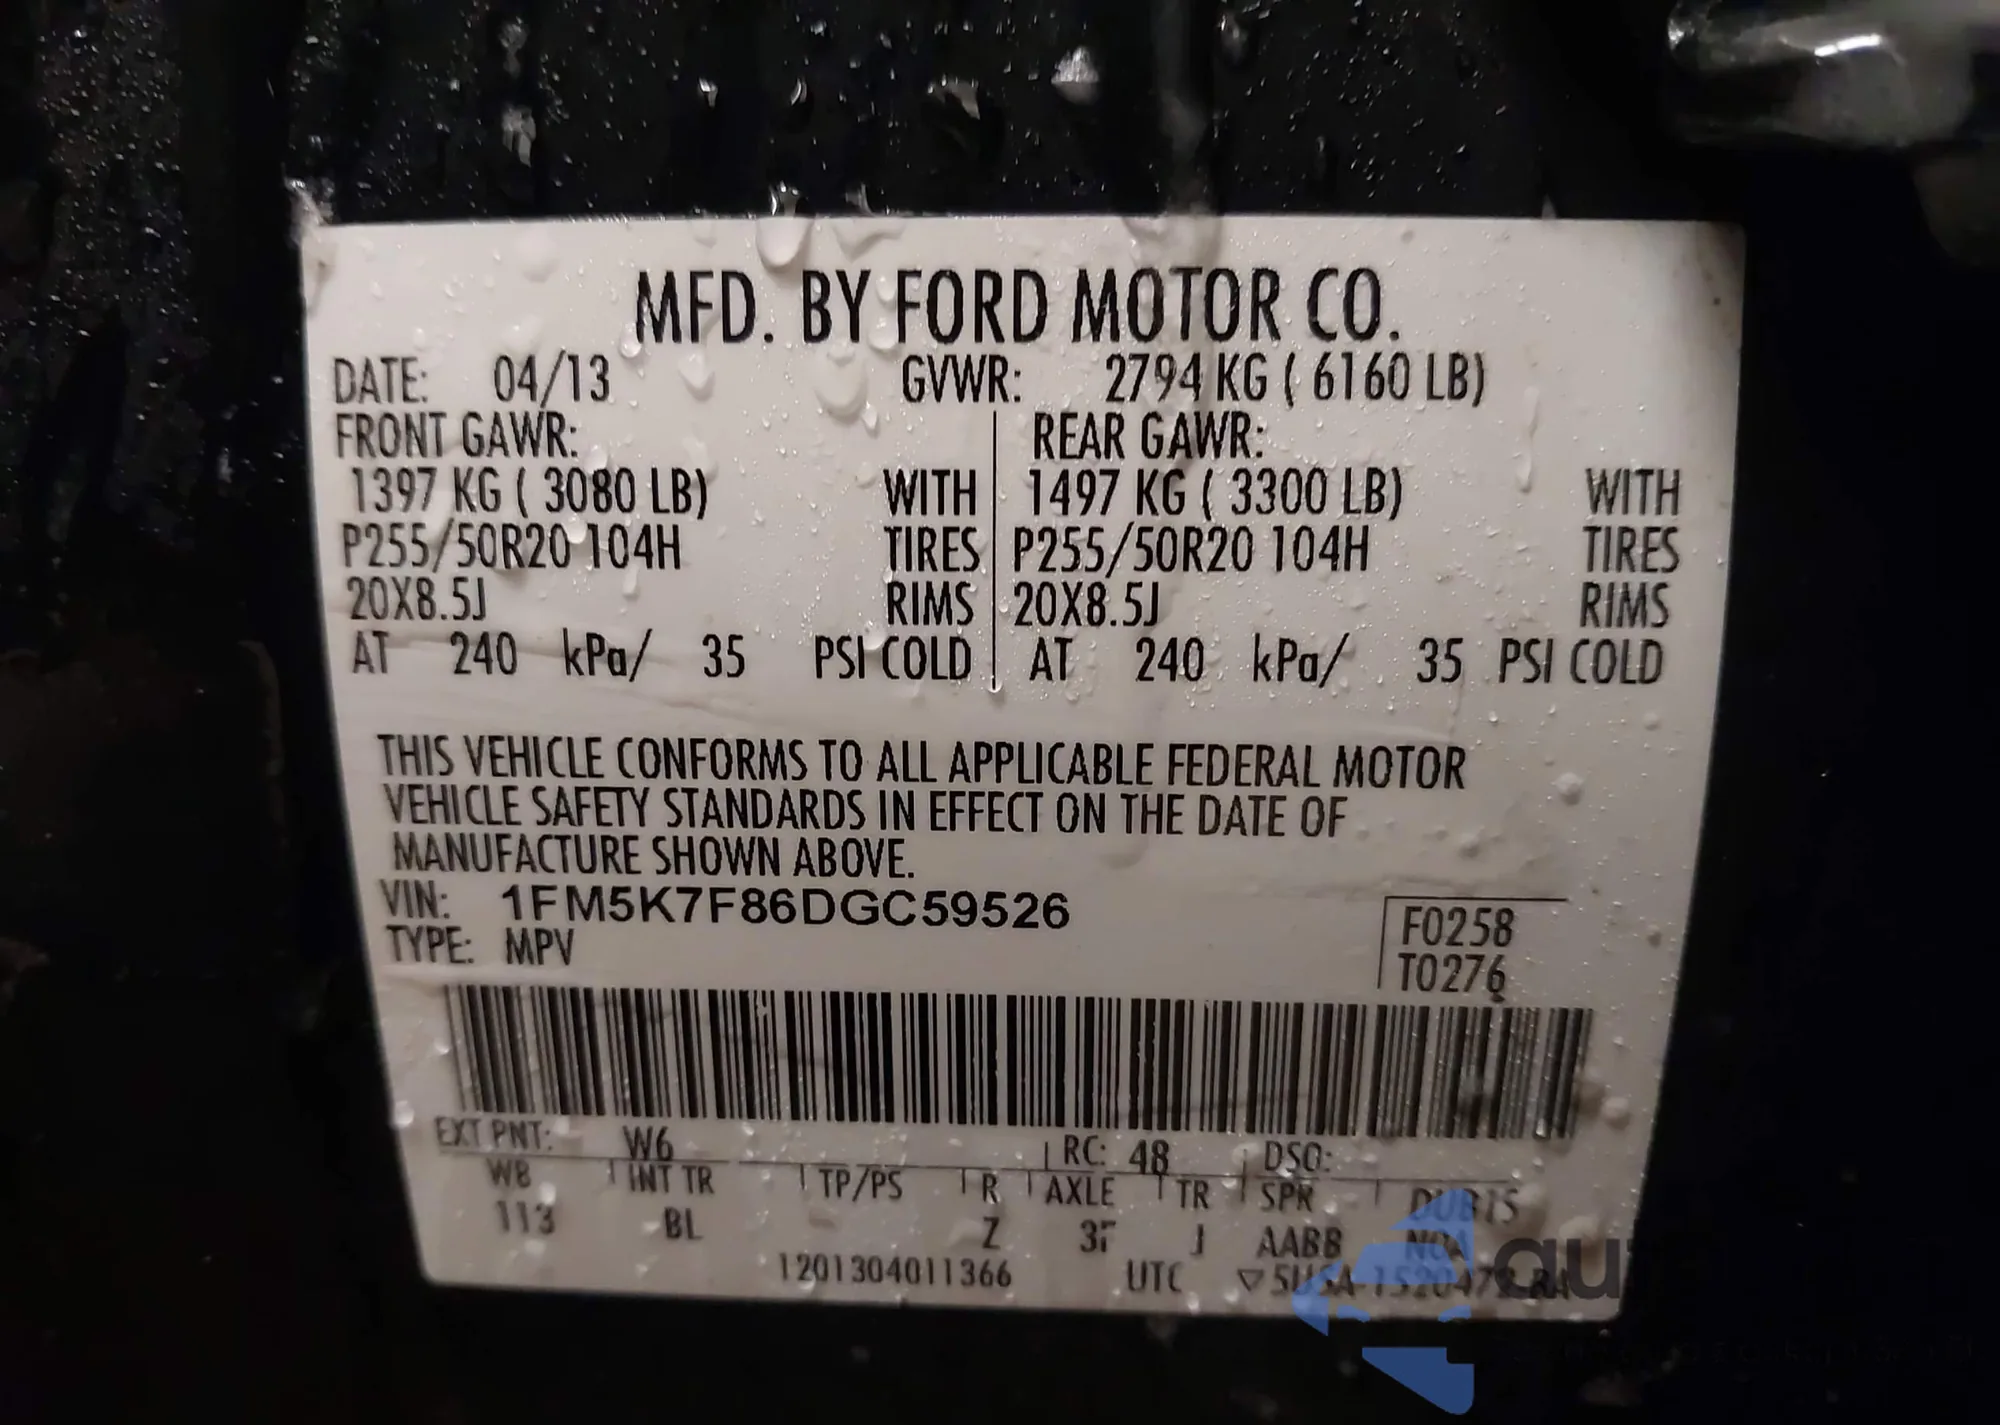 MFD. BY FORD MOTOR CO.
DATE: 04/13 GVWR: 2794 KG ( 6160 LB)
FRONT GAWR: REAR GAWR:
1397 KG ( 3080 LB) WITH 1497 KG ( 3300 LB) WITH
P255/50R20 104H TIRES P255/50R20 104H TIRES
20X8.5J RIMS 20X8.5J RIMS
AT 240 kPa/ 35 PSI COLD AT 240 kPa/ 35 PSI COLD
THIS VEHICLE CONFORMS TO ALL APPLICABLE FEDERAL MOTOR
VEHICLE SAFETY STANDARDS IN EFFECT ON THE DATE OF
MANUFACTURE SHOWN ABOVE.
VIN: 1FM5K7F86DGC59526
F0258
TYPE: MPV
T0276
EXT PNT: W6 RC: 48 DSO:
WB INT TR TP/PS R AXLE TR SPR
113 BL Z J AABB
1201304011366 UTC